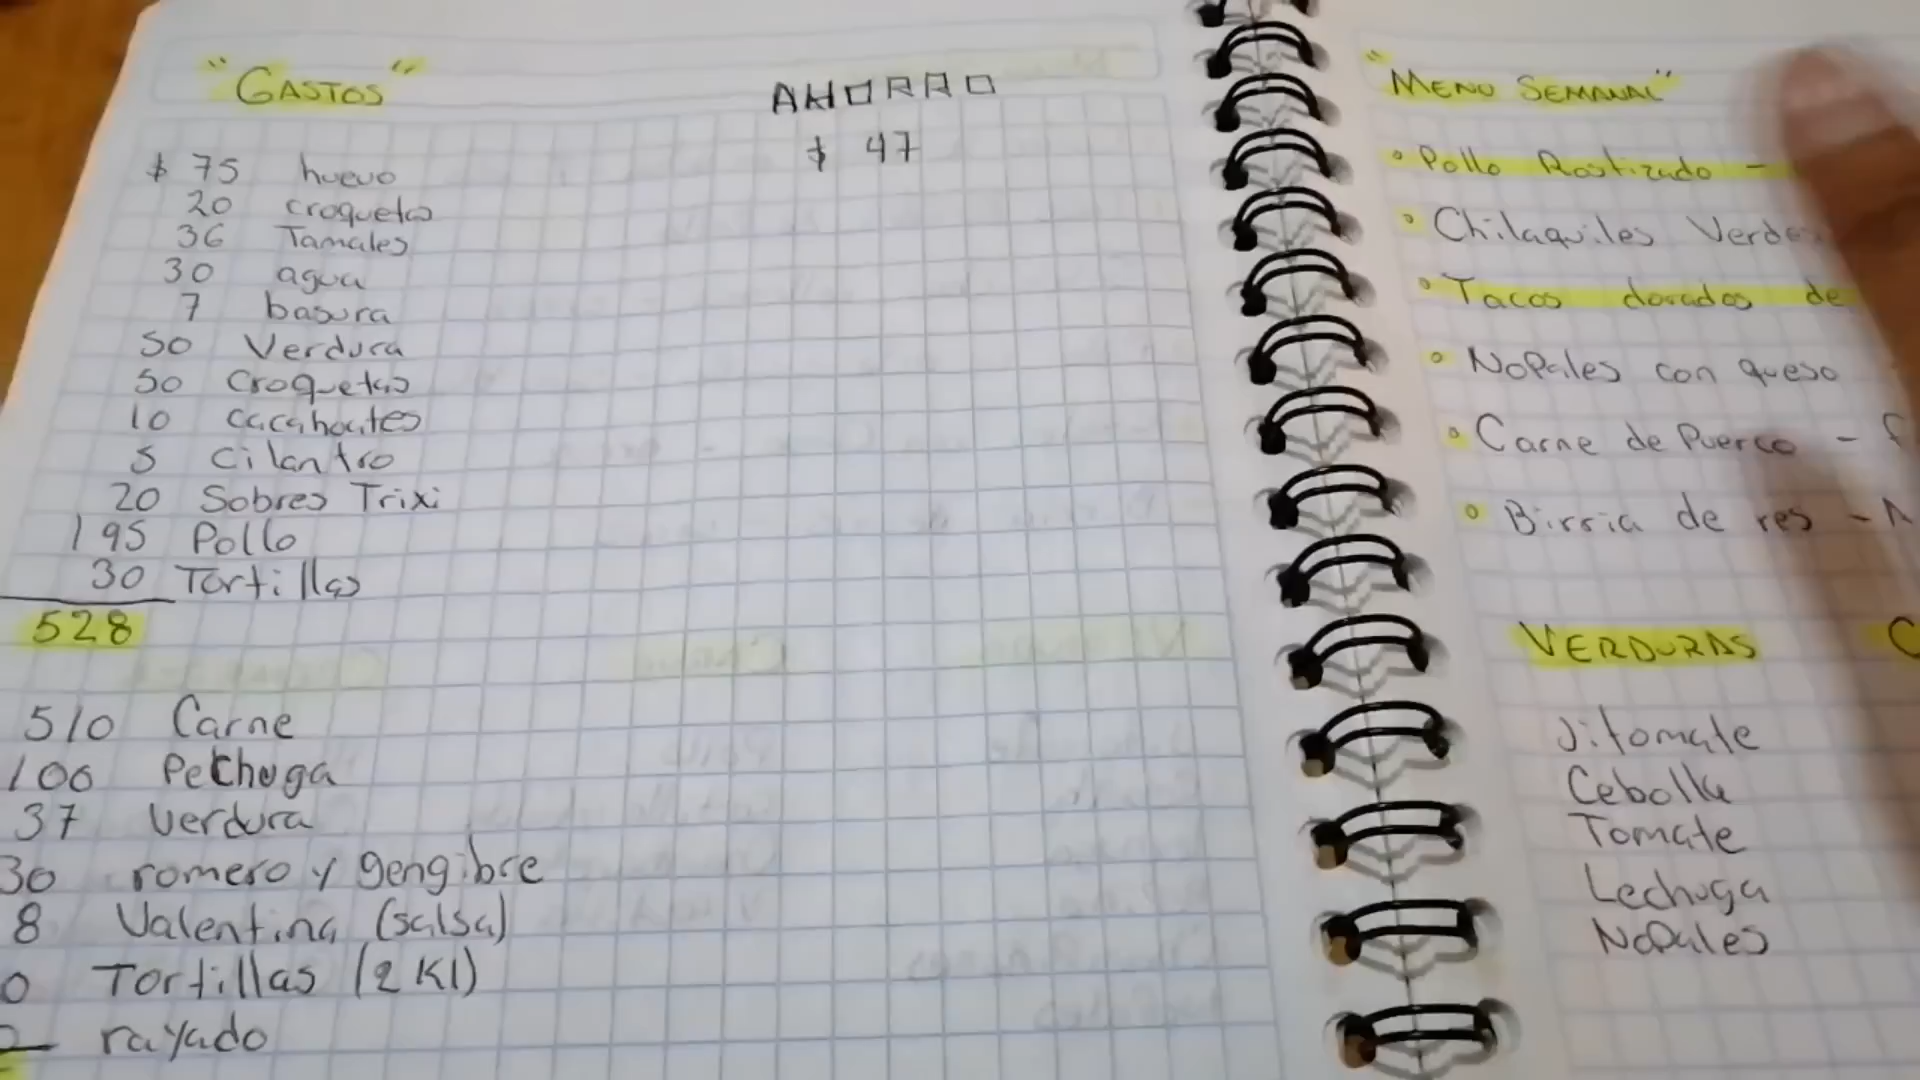 "GASTOS"
AHORRO
$ 47
$ 75 huevo
20 croquetas
36 Tamales
30 agua
7 basura
50 Verdura
50 Croquetas
10 Cacahuates
5 Cilantro
20 Sobres Trixi
195 Pollo
30 Tortillas
528
510 Carne
100 Pechuga
37 Verdura
30 romero y gengibre
8 Valentina (salsa)
0 Tortillas (2 Kl)
rayado
"MENU SEMANAL"
° Pollo Rostizado -
° Chilaquiles Verdes
° Tacos dorados de
° Nopales con queso
° Carne de Puerco -
° Birria de res -
VERDURAS
Jitomate
Cebolla
Tomate
Lechuga
Nopales